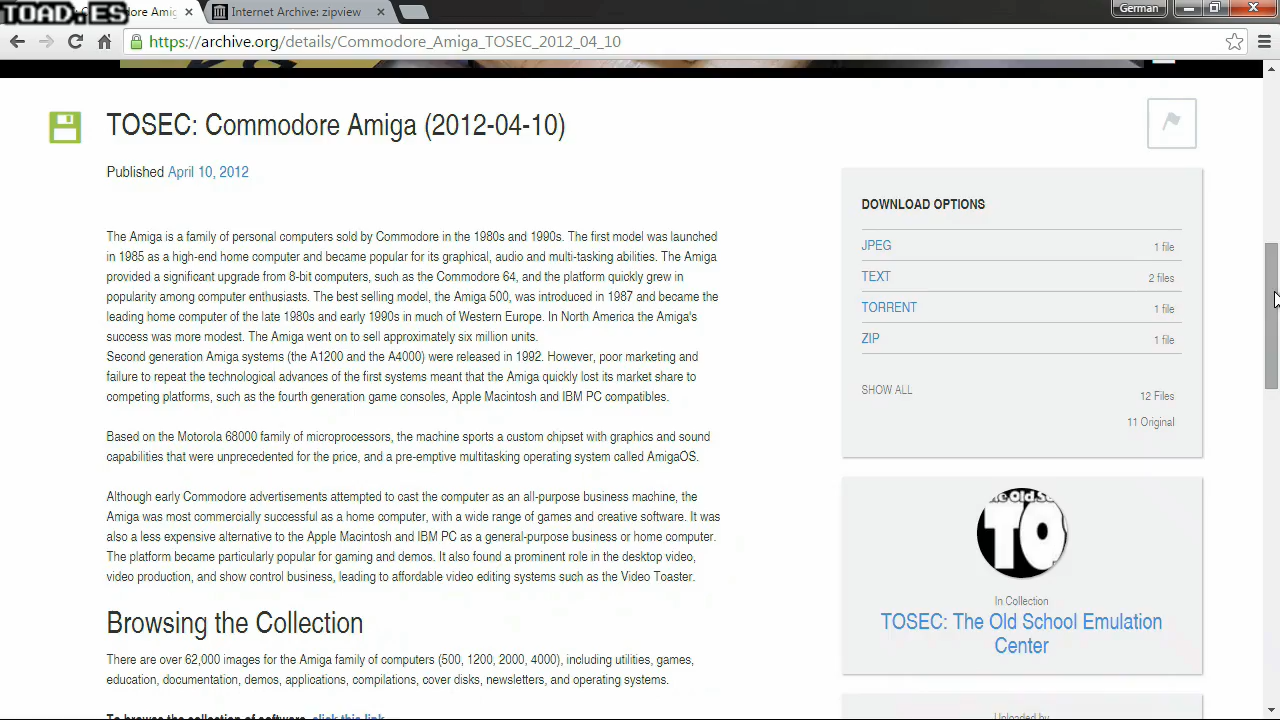 TOAD.ES
Internet Archive: zipview
German
https://archive.org/details/Commodore_Amiga_TOSEC_2012_04_10
TOSEC: Commodore Amiga (2012-04-10)
Published April 10, 2012
The Amiga is a family of personal computers sold by Commodore in the 1980s and 1990s. The first model was launched
in 1985 as a high-end home computer and became popular for its graphical, audio and multi-tasking abilities. The Amiga
provided a significant upgrade from 8-bit computers, such as the Commodore 64, and the platform quickly grew in
popularity among computer enthusiasts. The best selling model, the Amiga 500, was introduced in 1987 and became the
leading home computer of the late 1980s and early 1990s in much of Western Europe. In North America the Amiga's
success was more modest. The Amiga went on to sell approximately six million units.
Second generation Amiga systems (the A1200 and the A4000) were released in 1992. However, poor marketing and
failure to repeat the technological advances of the first systems meant that the Amiga quickly lost its market share to
competing platforms, such as the fourth generation game consoles, Apple Macintosh and IBM PC compatibles.
Based on the Motorola 68000 family of microprocessors, the machine sports a custom chipset with graphics and sound
capabilities that were unprecedented for the price, and a pre-emptive multitasking operating system called AmigaOS.
Although early Commodore advertisements attempted to cast the computer as an all-purpose business machine, the
Amiga was most commercially successful as a home computer, with a wide range of games and creative software. It was
also a less expensive alternative to the Apple Macintosh and IBM PC as a general-purpose business or home computer.
The platform became particularly popular for gaming and demos. It also found a prominent role in the desktop video,
video production, and show control business, leading to affordable video editing systems such as the Video Toaster.
Browsing the Collection
There are over 62,000 images for the Amiga family of computers (500, 1200, 2000, 4000), including utilities, games,
education, documentation, demos, applications, compilations, cover disks, newsletters, and operating systems.
To browse the collection of software, click this link
DOWNLOAD OPTIONS
JPEG 1 file
TEXT 2 files
TORRENT 1 file
ZIP 1 file
SHOW ALL 12 Files
11 Original
In Collection
TOSEC: The Old School Emulation
Center
Uploaded by